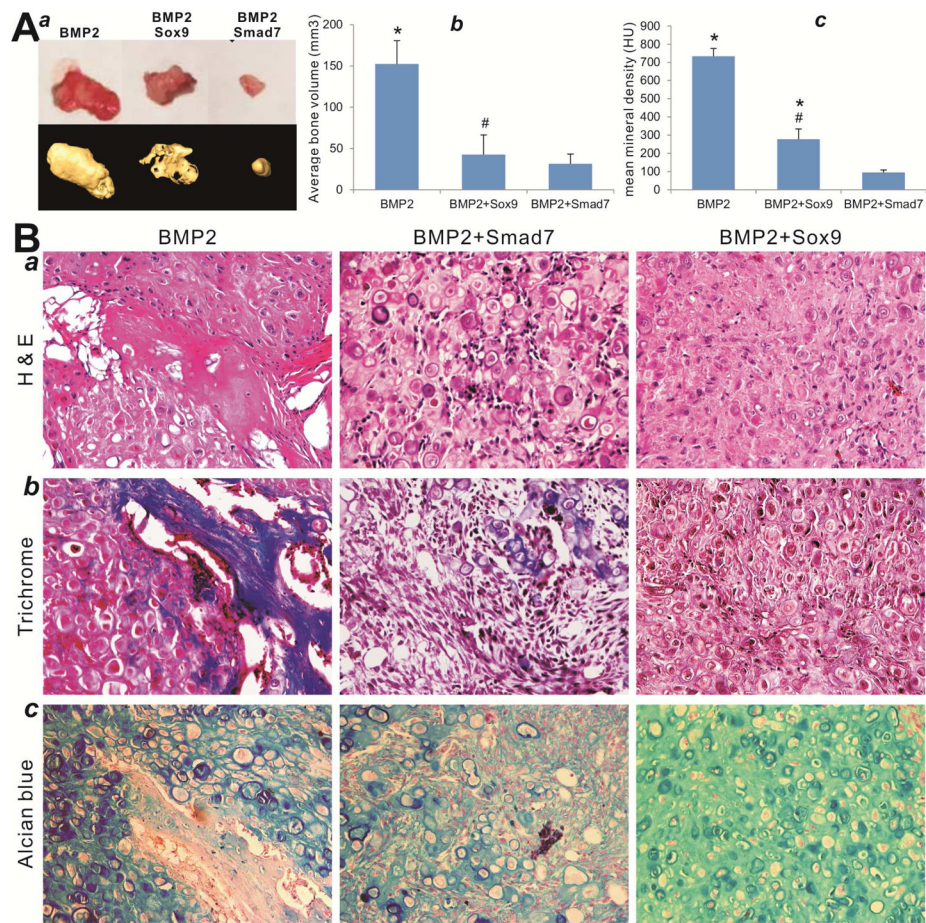 A
a
BMP2
BMP2
Sox9
BMP2
Smad7
b
Average bone volume (mm3)
200
150
100
50
0
*
#
BMP2
BMP2+Sox9
BMP2+Smad7
c
mean mineral density (HU)
900
800
700
600
500
400
300
200
100
0
*
*
#
BMP2
BMP2+Sox9
BMP2+Smad7
B
BMP2
BMP2+Smad7
BMP2+Sox9
a
H & E
b
Trichrome
c
Alcian blue